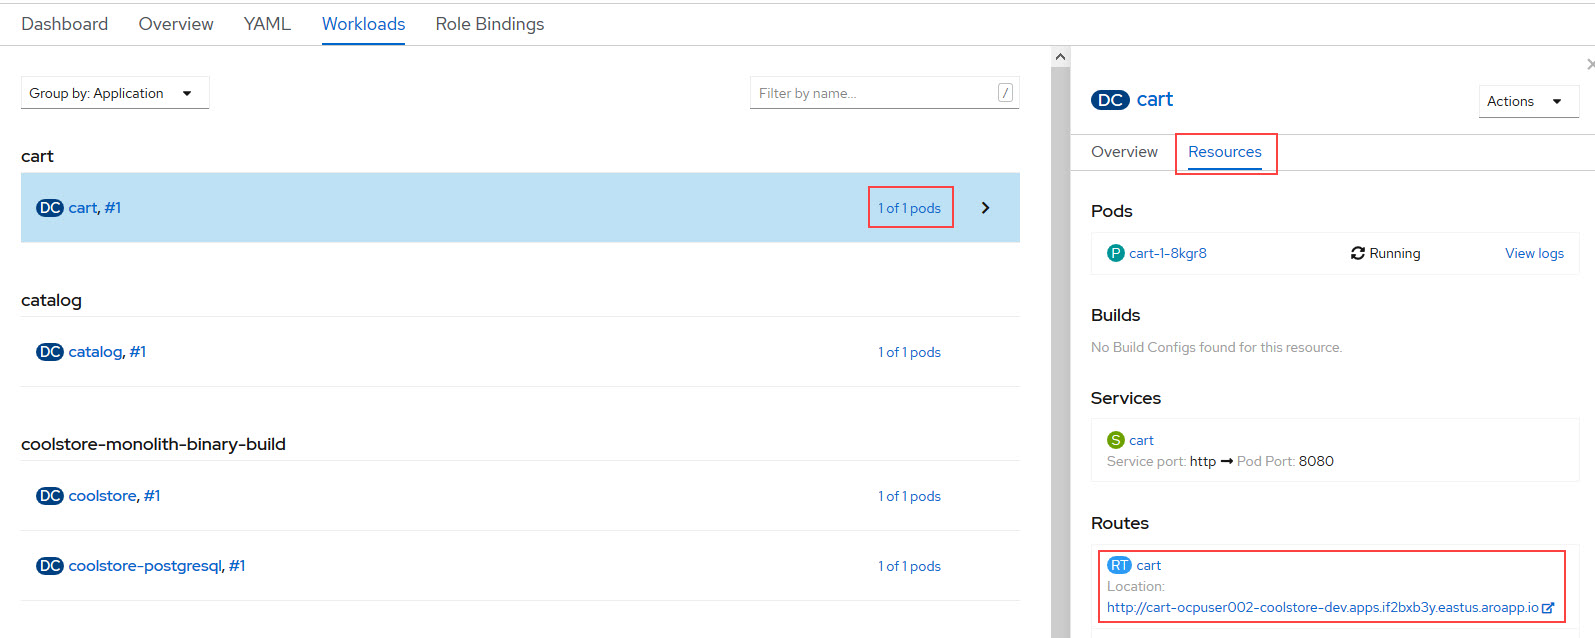 Dashboard Overview YAML Workloads Role Bindings
Group by: Application
Filter by name...
/
cart
DC cart, #1
1 of 1 pods
catalog
DC catalog, #1
1 of 1 pods
coolstore-monolith-binary-build
DC coolstore, #1
1 of 1 pods
DC coolstore-postgresql, #1
1 of 1 pods
DC cart
Actions
Overview Resources
Pods
P cart-1-8kgr8
Running
View logs
Builds
No Build Configs found for this resource.
Services
S cart
Service port: http → Pod Port: 8080
Routes
RT cart
Location:
http://cart-ocpuser002-coolstore-dev.apps.if2bxb3y.eastus.aroapp.io